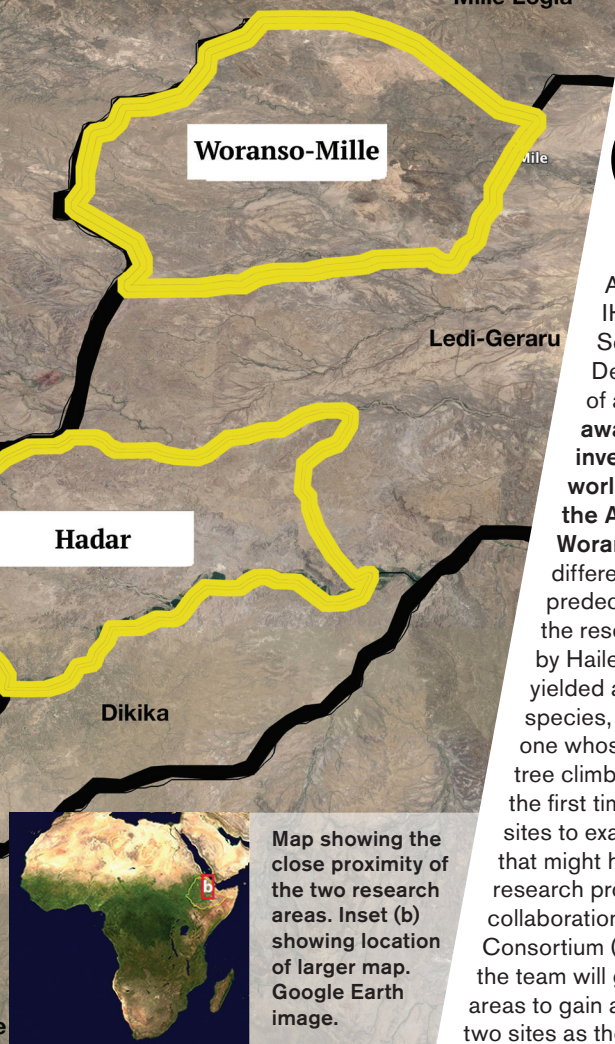 Mille-Logia
Woranso-Mille
Mile
Ledi-Geraru
Hadar
Dikika
b
Map showing the
close proximity of
the two research
areas. Inset (b)
showing location
of larger map.
Google Earth
image.
A
IH
Se
De
of a
awa
inve
worl
the A
Woran
differe
predec
the rese
by Haile
yielded a
species,
one whos
tree climb
the first tim
sites to exa
that might h
research pro
collaboration
Consortium (
the team will g
areas to gain a
two sites as the
e